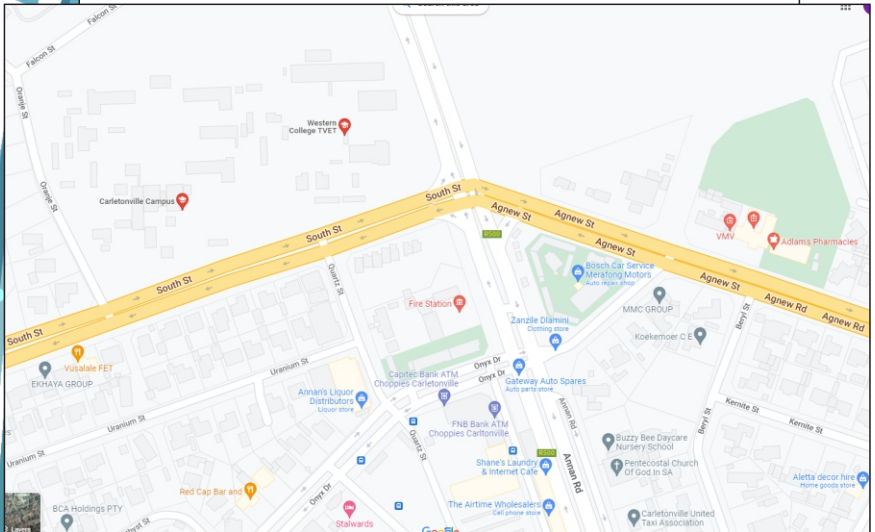 Falcon St
Falcon St
Oranje St
Oranje St
Western
College TVET
Carletonville Campus
South St
South St
South St
South St
Agnew St
Agnew St
Agnew St
Agnew St
Agnew Rd
Agnew Rd
R500
VMV
Adlams Pharmacies
Bosch Car Service
Merafong Motors
Auto repair shop
MMC GROUP
Quartz St
Fire Station
Zanzile Dlamini
Clothing store
Koekemoer C E
Beryl St
Vusalale FET
EKHAYA GROUP
Uranium St
Onyx Dr
Onyx Dr
Capitec Bank ATM
Choppies Carletonville
Gateway Auto Spares
Auto parts store
Annan's Liquor
Distributors
Liquor store
FNB Bank ATM
Choppies Carltonville
Annan Rd
Beryl St
Kernite St
Kernite St
Uranium St
Uranium St
Quartz St
R500
Annan Rd
Buzzy Bee Daycare
Nursery School
Shane's Laundry
& Internet Cafe
Pentecostal Church
Of God In SA
Aletta decor hire
Home goods store
Red Cap Bar and
Onyx Dr
The Airtime Wholesalers
Cell phone store
Carletonville United
Taxi Association
BCA Holdings PTY
Stalwards
Layers